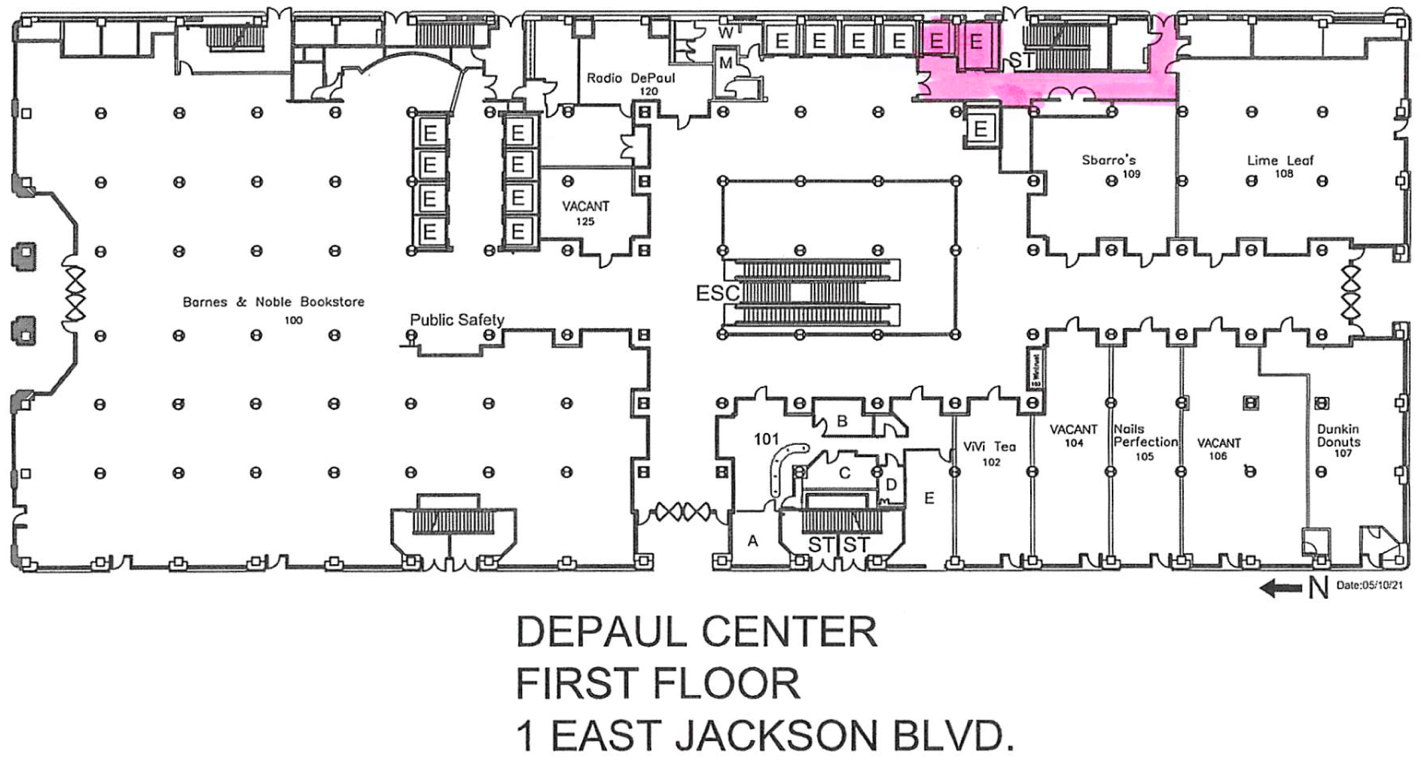 W
E
E
E
E
E
E
ST
M
Radio DePaul
120
E
E
E
E
E
E
E
E
E
Sbarro's
109
Lime Leaf
108
VACANT
125
ESC
Barnes & Noble Bookstore
100
Public Safety
Wintrust
103
101
B
ViVi Tea
102
VACANT
104
Nails
Perfection
105
VACANT
106
Dunkin
Donuts
107
C
D
E
A
ST
ST
N
Date:05/10/21
DEPAUL CENTER
FIRST FLOOR
1 EAST JACKSON BLVD.